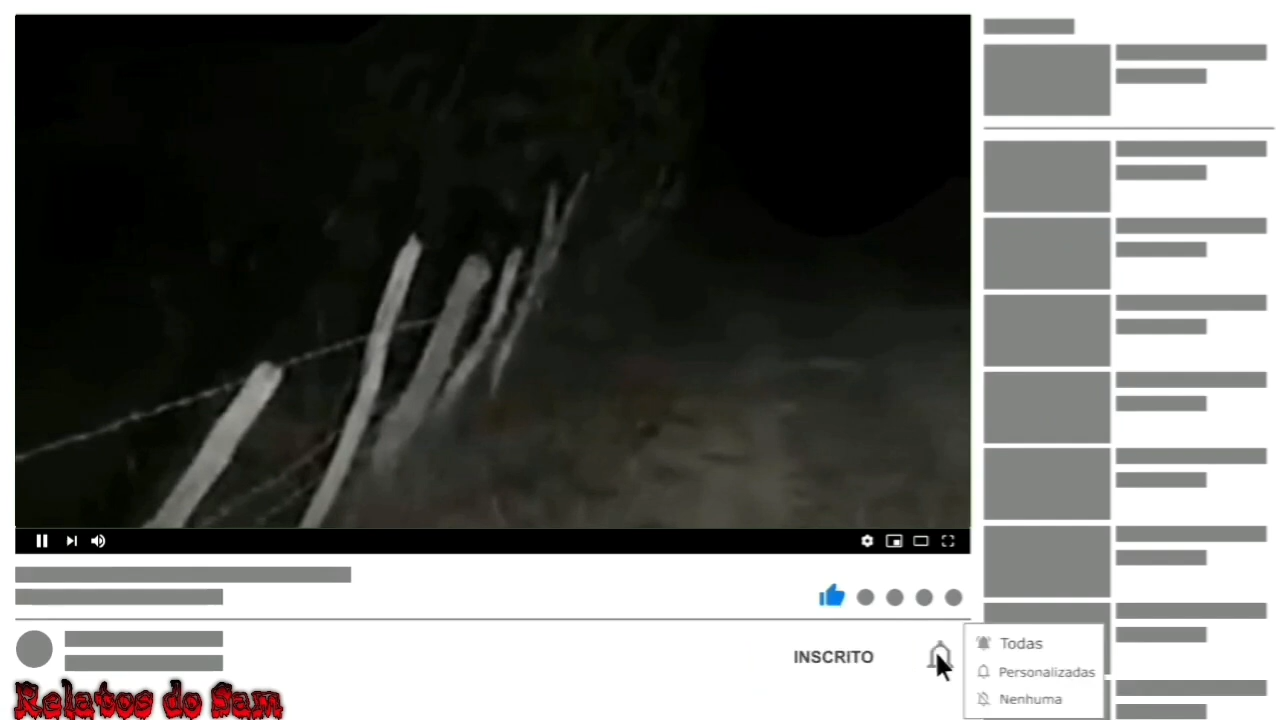 INSCRITO
Todas
Personalizadas
Nenhuma
Relatos do Sam